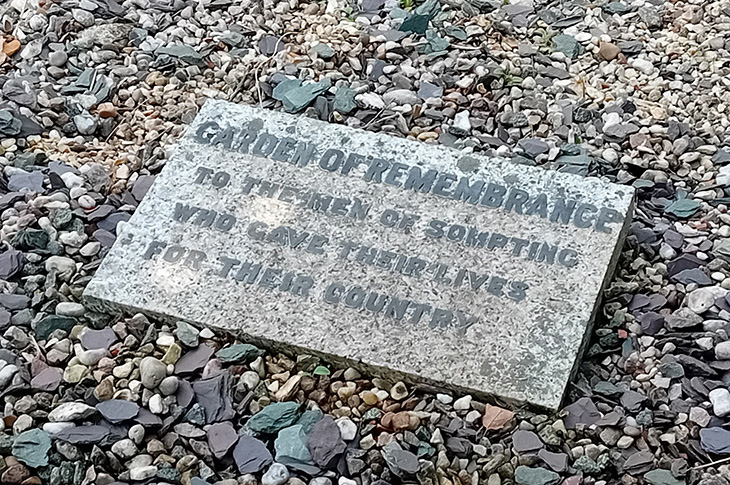 GARDEN OF REMEMBRANCE
TO THE MEN OF SOMPTING
WHO GAVE THEIR LIVES
FOR THEIR COUNTRY